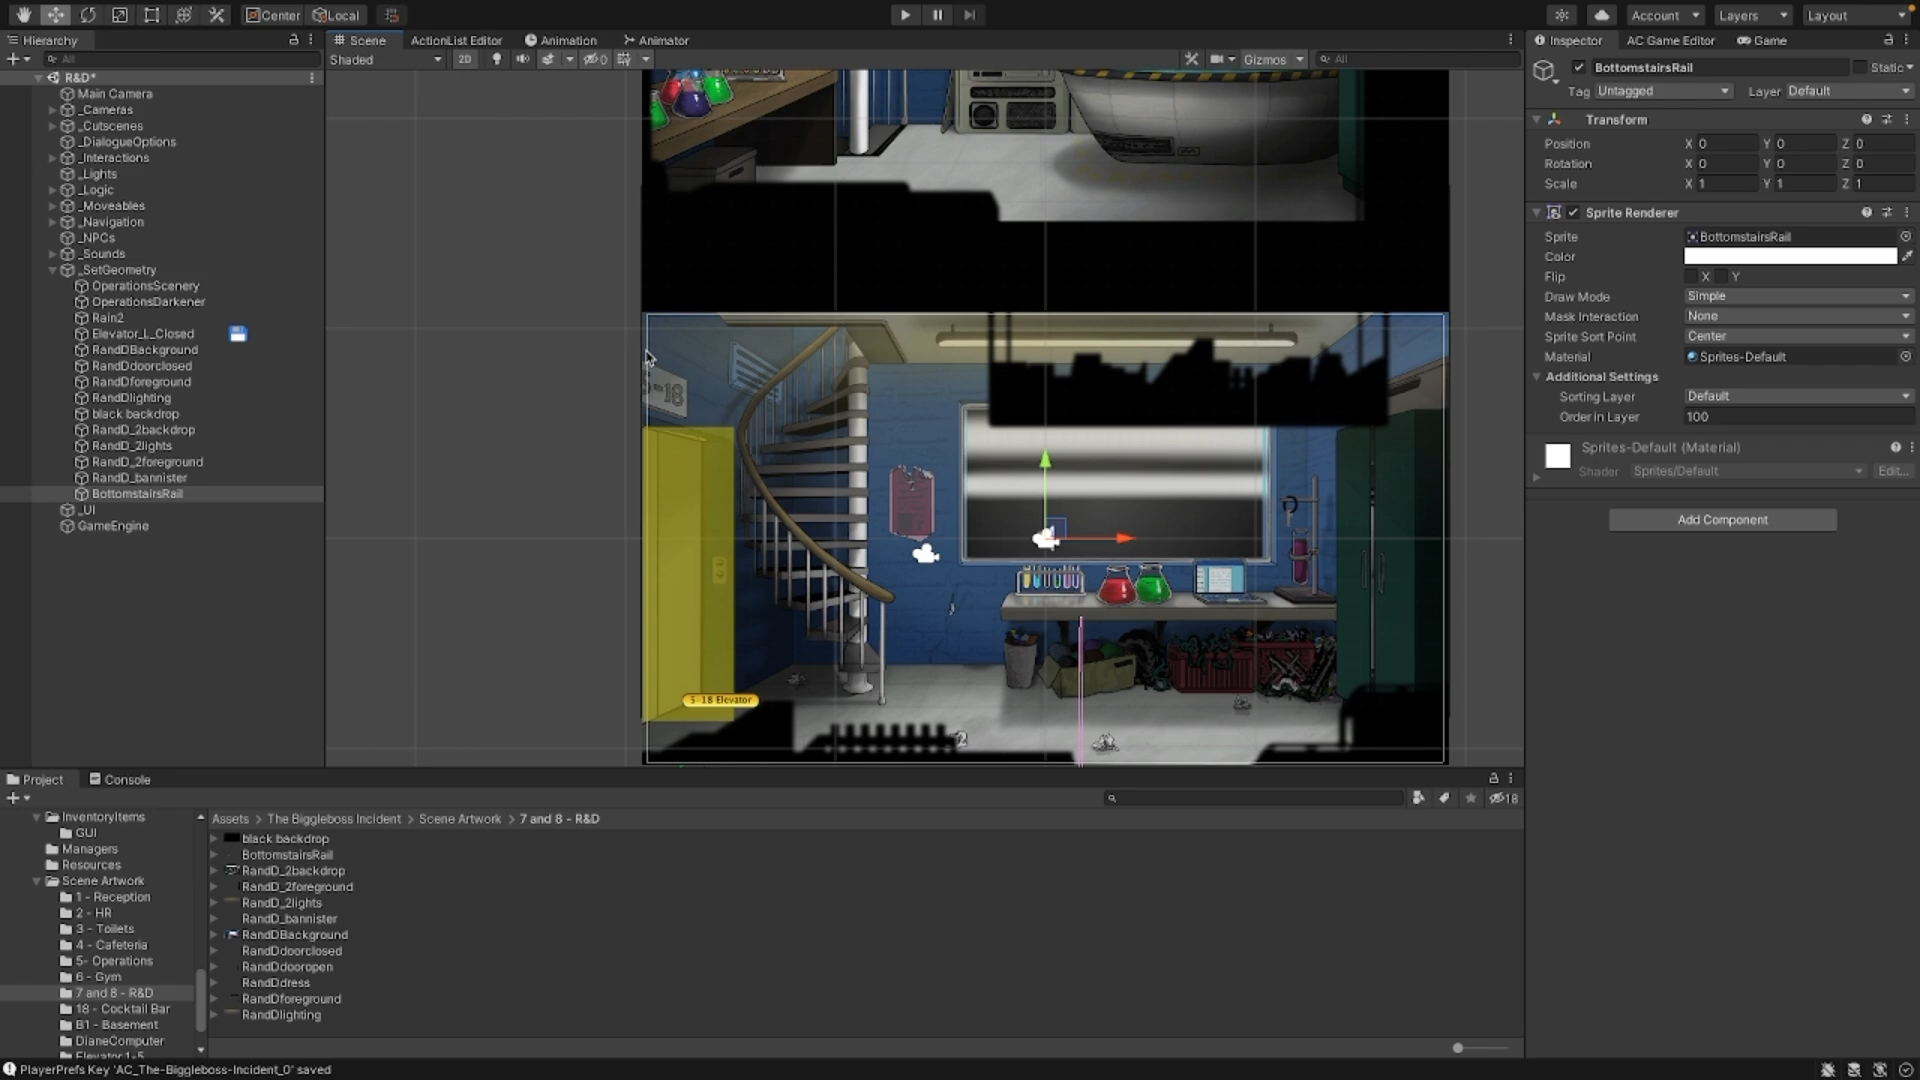 Center Local Account Layers Layout
Hierarchy Scene ActionList Editor Animation Animator Inspector AC Game Editor Game
All Shaded 2D 0 Gizmos All
R&D*
Main Camera
_Cameras
_Cutscenes
_DialogueOptions
_Interactions
_Lights
_Logic
_Moveables
_Navigation
_NPCs
_Sounds
_SetGeometry
OperationsScenery
OperationsDarkener
Rain2
Elevator_L_Closed
RandDBackground
RandDdoorclosed
RandDforeground
RandDlighting
black backdrop
RandD_2backdrop
RandD_2lights
RandD_2foreground
RandD_bannister
BottomstairsRail
_UI
GameEngine
5-18 Elevator
BottomstairsRail Static
Tag Untagged Layer Default
Transform
Position X 0 Y 0 Z 0
Rotation X 0 Y 0 Z 0
Scale X 1 Y 1 Z 1
Sprite Renderer
Sprite BottomstairsRail
Color
Flip X Y
Draw Mode Simple
Mask Interaction None
Sprite Sort Point Center
Material Sprites-Default
Additional Settings
Sorting Layer Default
Order in Layer 100
Sprites-Default (Material)
Shader Sprites/Default Edit...
Add Component
Project Console
18
InventoryItems
GUI
Managers
Resources
Scene Artwork
1 - Reception
2 - HR
3 - Toilets
4 - Cafeteria
5- Operations
6 - Gym
7 and 8 - R&D
18 - Cocktail Bar
B1 - Basement
DianeComputer
Elevator 1-5
Assets > The Biggleboss Incident > Scene Artwork > 7 and 8 - R&D
black backdrop
BottomstairsRail
RandD_2backdrop
RandD_2foreground
RandD_2lights
RandD_bannister
RandDBackground
RandDdoorclosed
RandDdooropen
RandDdress
RandDforeground
RandDlighting
PlayerPrefs Key 'AC_The-Biggleboss-Incident_0' saved